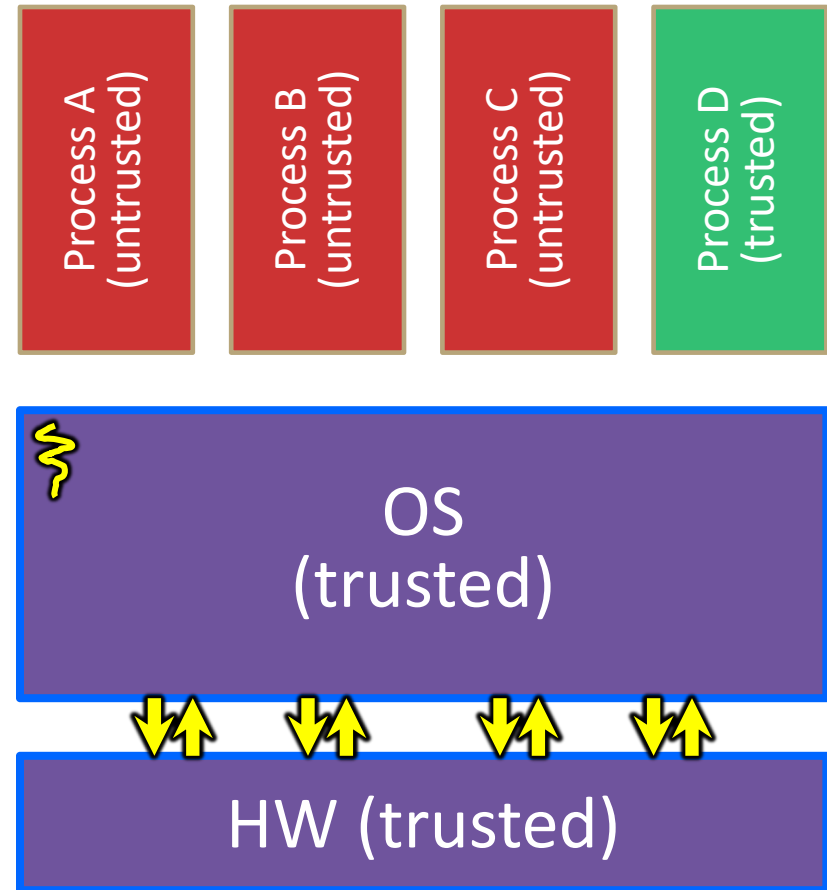 Process A
(untrusted)
Process B
(untrusted)
Process C
(untrusted)
Process D
(trusted)
OS
(trusted)
HW (trusted)